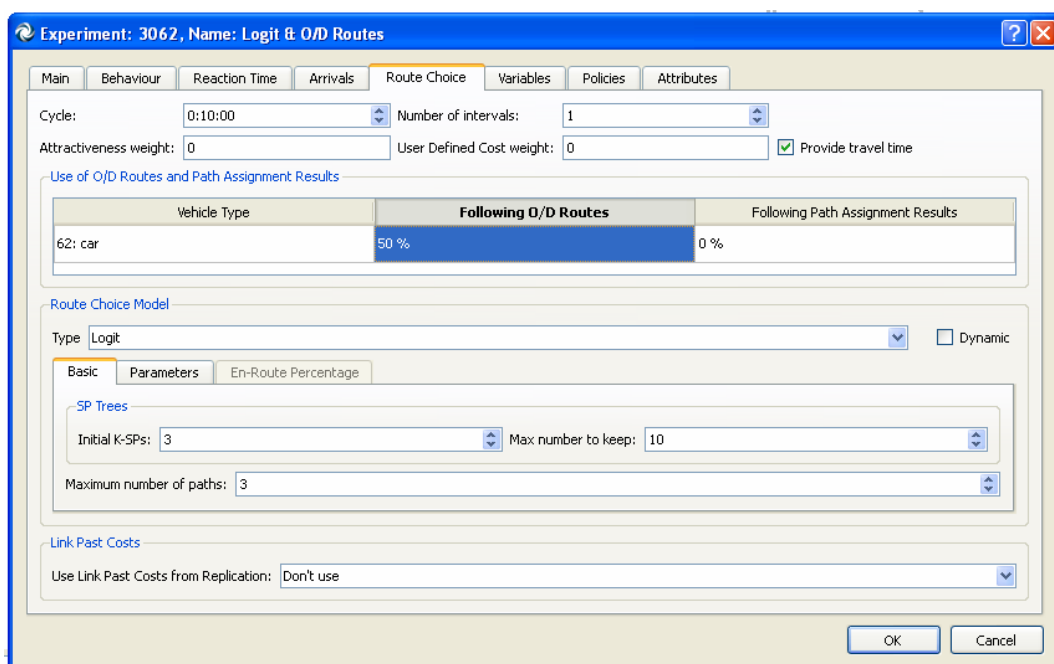 Experiment: 3062, Name: Logit & O/D Routes
Main Behaviour Reaction Time Arrivals Route Choice Variables Policies Attributes
Cycle: 0:10:00 Number of intervals: 1
Attractiveness weight: 0 User Defined Cost weight: 0 Provide travel time
Use of O/D Routes and Path Assignment Results
Vehicle Type Following O/D Routes Following Path Assignment Results
62: car 50 % 0 %
Route Choice Model
Type Logit Dynamic
Basic Parameters En-Route Percentage
SP Trees
Initial K-SPs: 3 Max number to keep: 10
Maximum number of paths: 3
Link Past Costs
Use Link Past Costs from Replication: Don't use
OK Cancel